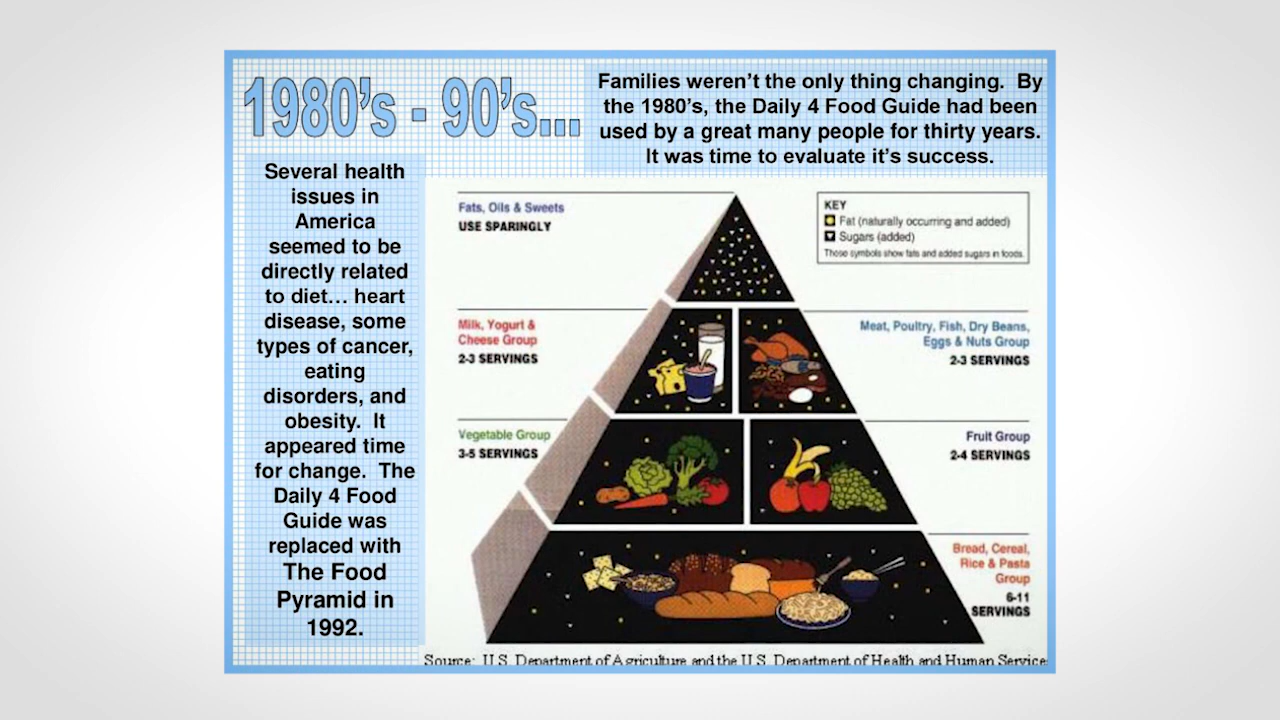 1980's - 90's...
Families weren't the only thing changing. By
the 1980's, the Daily 4 Food Guide had been
used by a great many people for thirty years.
It was time to evaluate it's success.
Several health
issues in
America
seemed to be
directly related
to diet... heart
disease, some
types of cancer,
eating
disorders, and
obesity. It
appeared time
for change. The
Daily 4 Food
Guide was
replaced with
The Food
Pyramid in
1992.
Fats, Oils & Sweets
USE SPARINGLY
KEY
Fat (naturally occurring and added)
Sugars (added)
These symbols show fats and added sugars in foods.
Milk, Yogurt &
Cheese Group
2-3 SERVINGS
Meat, Poultry, Fish, Dry Beans,
Eggs & Nuts Group
2-3 SERVINGS
Vegetable Group
3-5 SERVINGS
Fruit Group
2-4 SERVINGS
Bread, Cereal,
Rice & Pasta
Group
6-11
SERVINGS
Source: U.S. Department of Agriculture and the U.S. Department of Health and Human Service